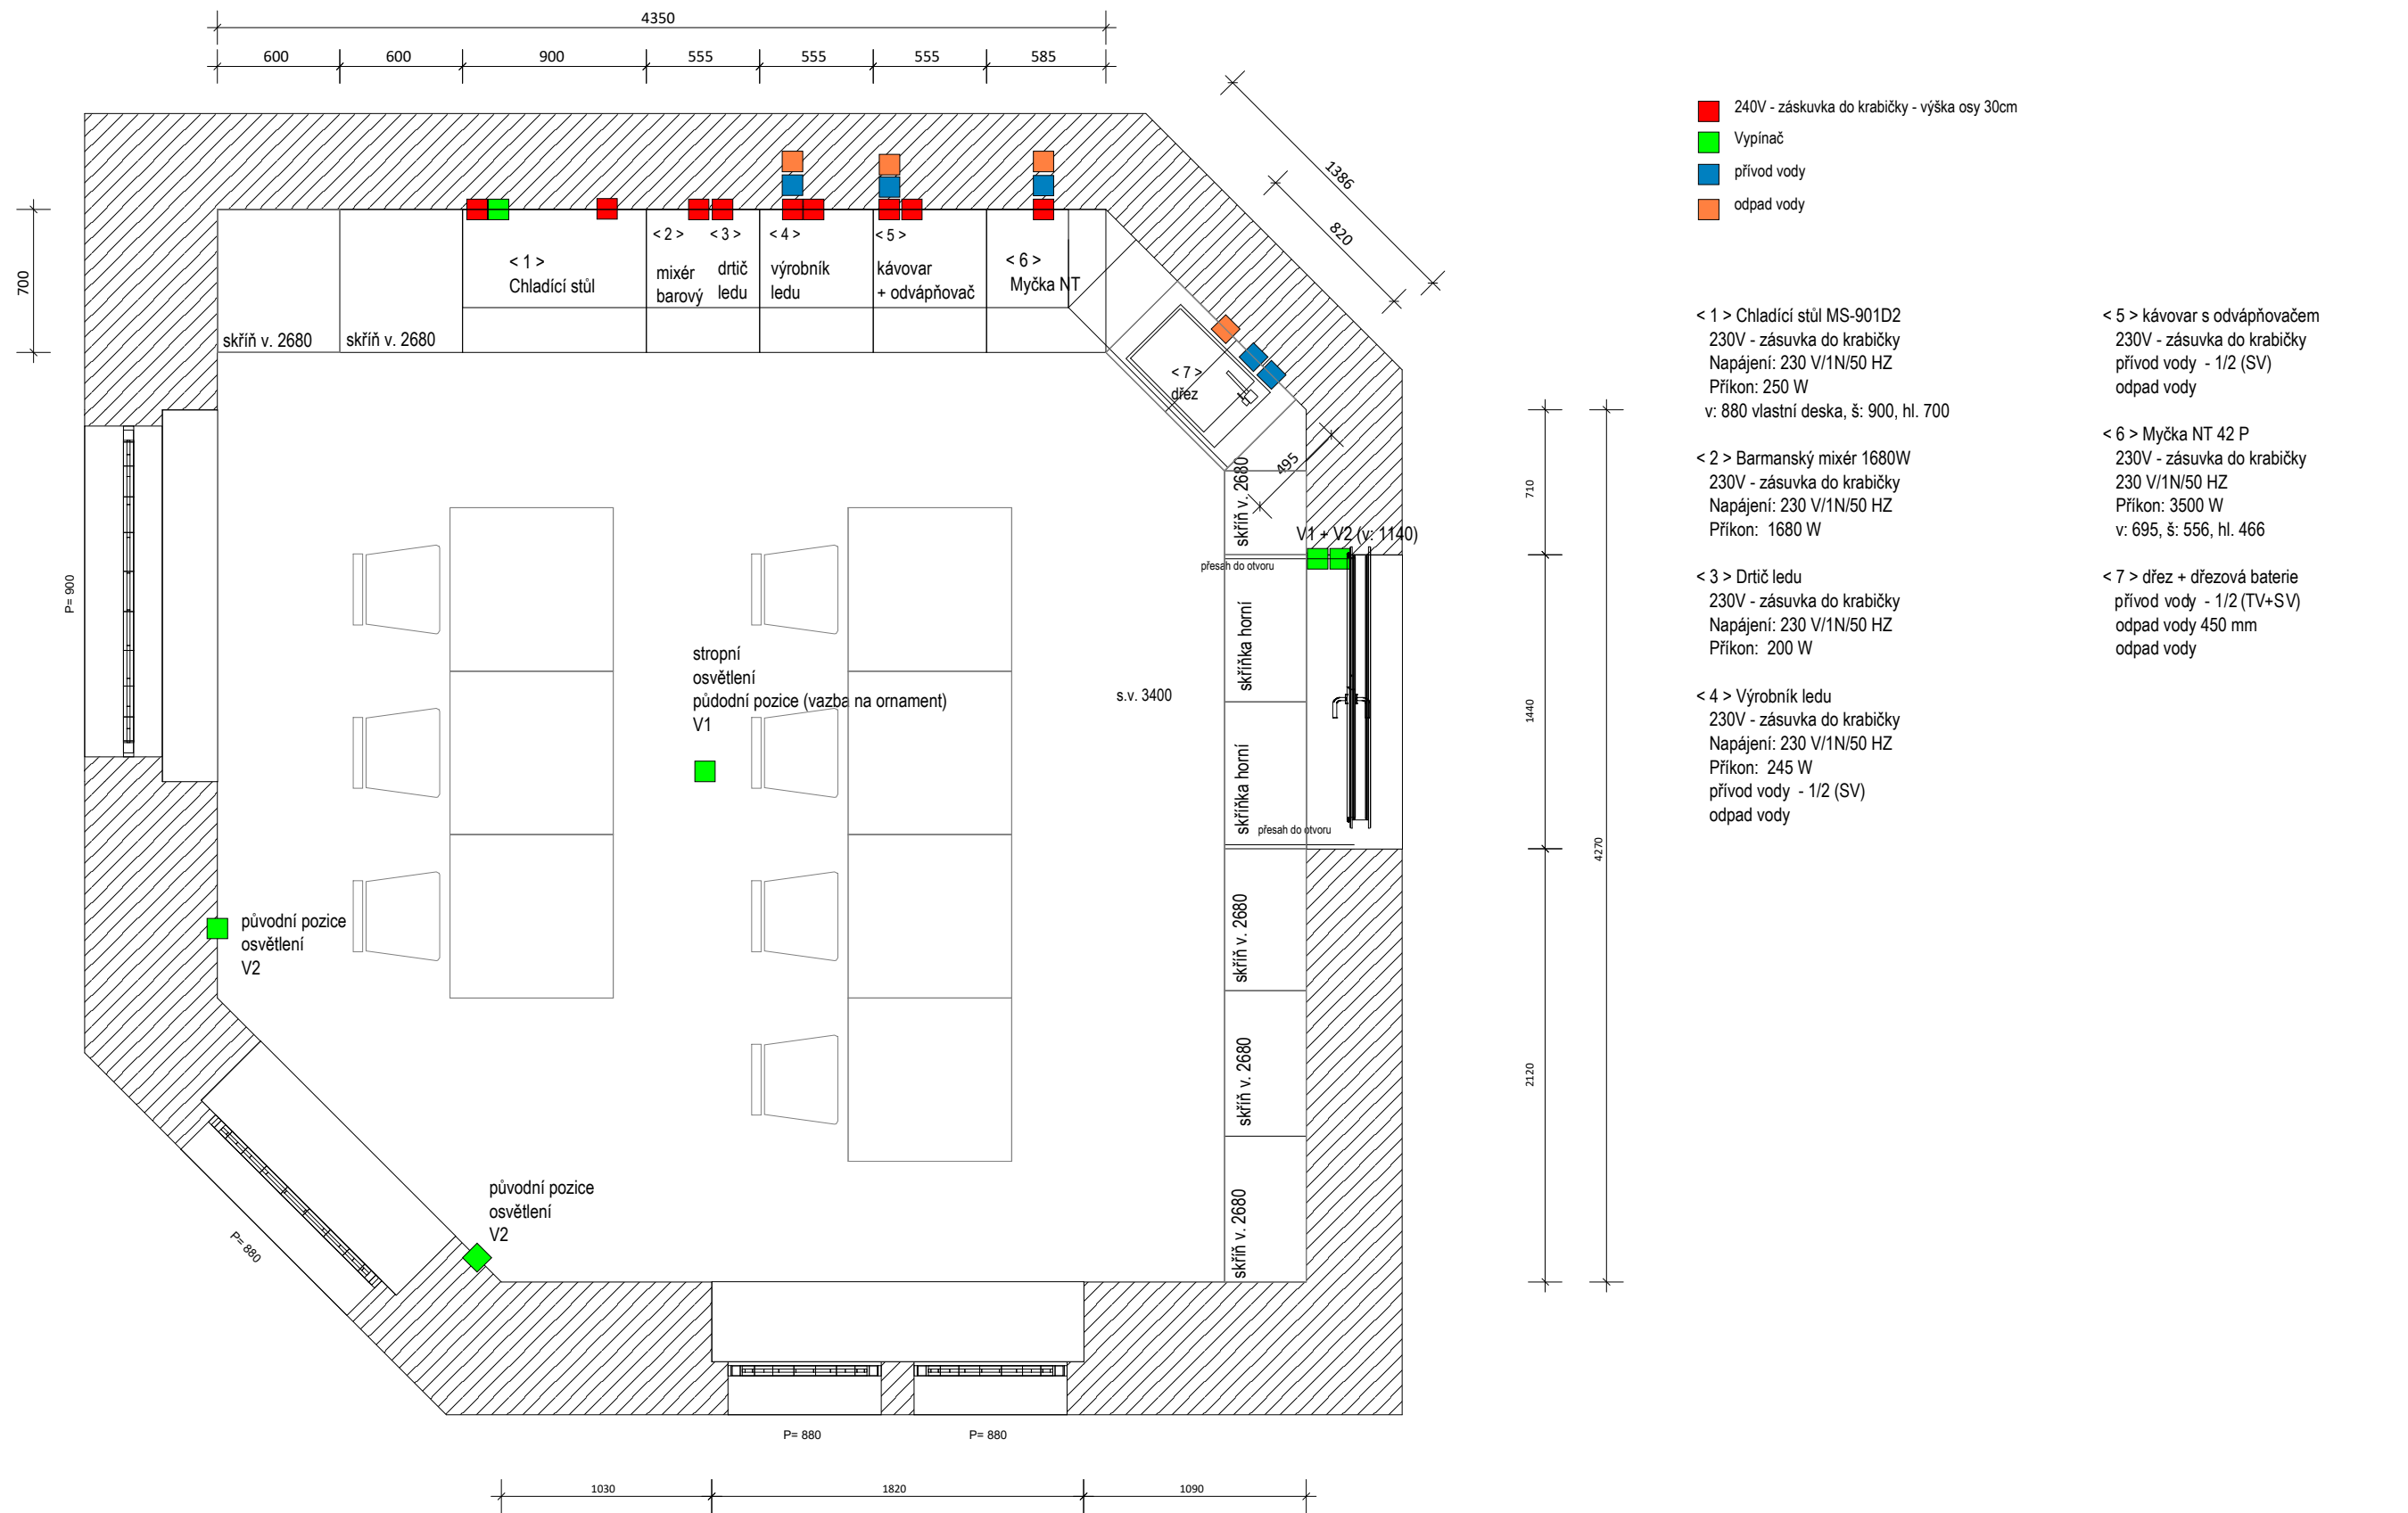 4350
600
600
900
555
555
555
585
1386
820
700
240V - záskuvka do krabičky - výška osy 30cm
Vypínač
přívod vody
odpad vody
< 1 >
Chladící stůl
< 2 >
mixér
barový
< 3 >
drtič
ledu
< 4 >
výrobník
ledu
< 5 >
kávovar
+ odvápňovač
< 6 >
Myčka NT
skříň v. 2680
skříň v. 2680
< 7 >
dřez
495
skříň v. 2680
V1 + V2 (v: 1140)
přesah do otvoru
skříňka horní
skříňka horní
přesah do otvoru
s.v. 3400
stropní
osvětlení
půdodní pozice (vazba na ornament)
V1
P= 900
710
1440
4270
2120
skříň v. 2680
skříň v. 2680
skříň v. 2680
původní pozice
osvětlení
V2
původní pozice
osvětlení
V2
P= 880
P= 880
P= 880
1030
1820
1090
< 1 > Chladící stůl MS-901D2
230V - zásuvka do krabičky
Napájení: 230 V/1N/50 HZ
Příkon: 250 W
v: 880 vlastní deska, š: 900, hl. 700
< 2 > Barmanský mixér 1680W
230V - zásuvka do krabičky
Napájení: 230 V/1N/50 HZ
Příkon: 1680 W
< 3 > Drtič ledu
230V - zásuvka do krabičky
Napájení: 230 V/1N/50 HZ
Příkon: 200 W
< 4 > Výrobník ledu
230V - zásuvka do krabičky
Napájení: 230 V/1N/50 HZ
Příkon: 245 W
přívod vody - 1/2 (SV)
odpad vody
< 5 > kávovar s odvápňovačem
230V - zásuvka do krabičky
přívod vody - 1/2 (SV)
odpad vody
< 6 > Myčka NT 42 P
230V - zásuvka do krabičky
230 V/1N/50 HZ
Příkon: 3500 W
v: 695, š: 556, hl. 466
< 7 > dřez + dřezová baterie
přívod vody - 1/2 (TV+SV)
odpad vody 450 mm
odpad vody